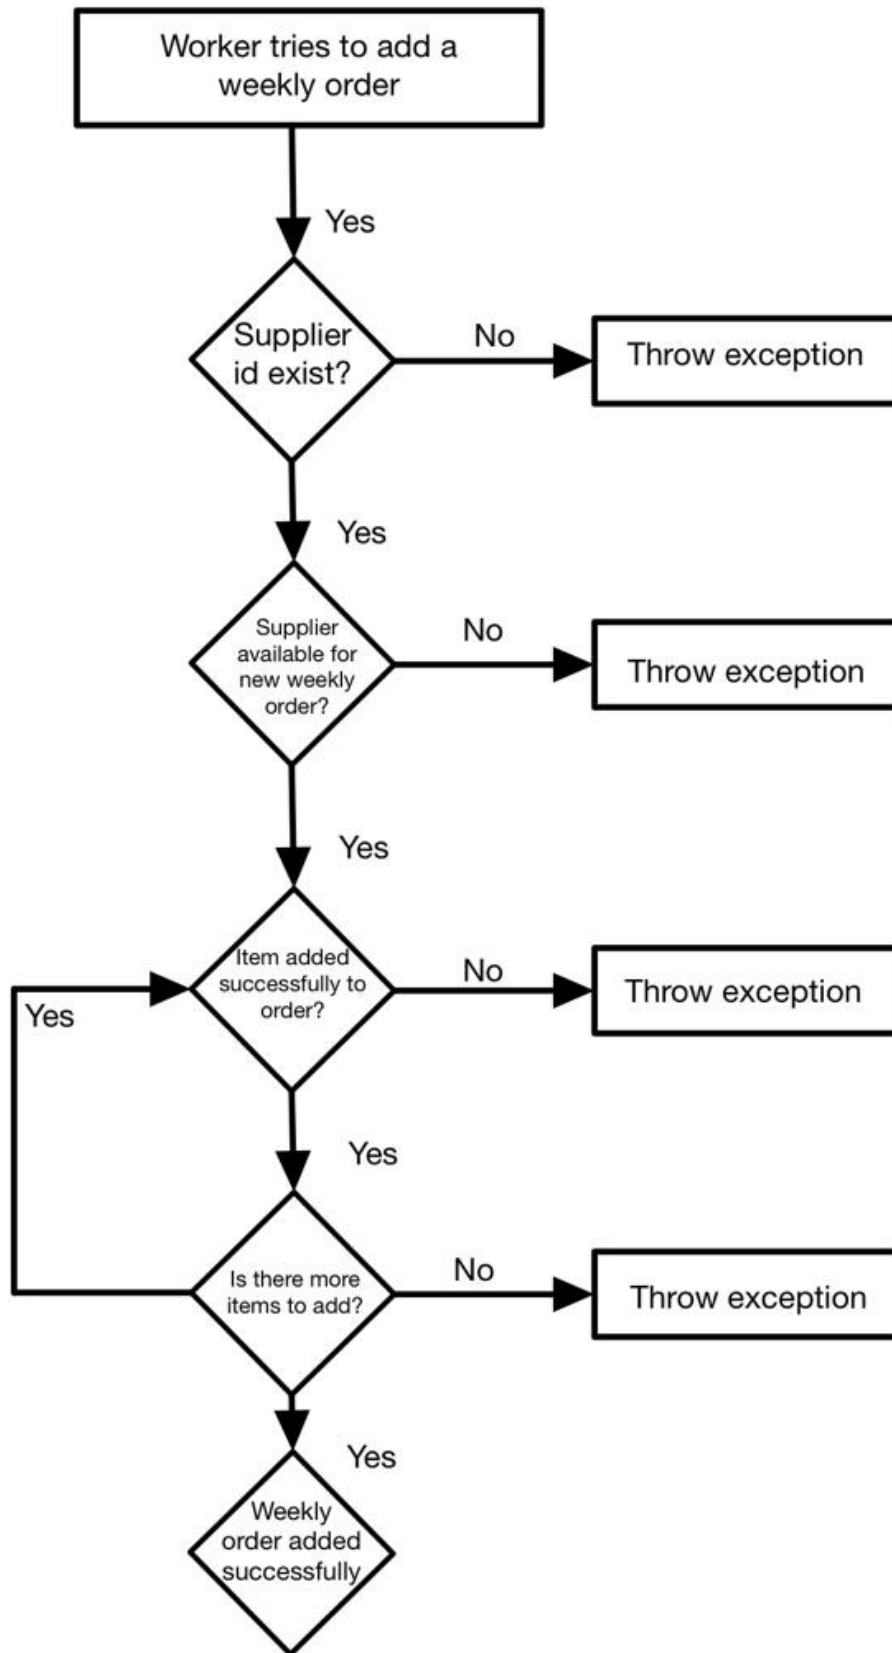 Worker tries to add a
weekly order
Yes
Supplier
id exist?
No
Throw exception
Yes
Supplier
available for
new weekly
order?
No
Throw exception
Yes
Item added
successfully to
order?
No
Throw exception
Yes
Yes
Is there more
items to add?
No
Throw exception
Yes
Weekly
order added
successfully